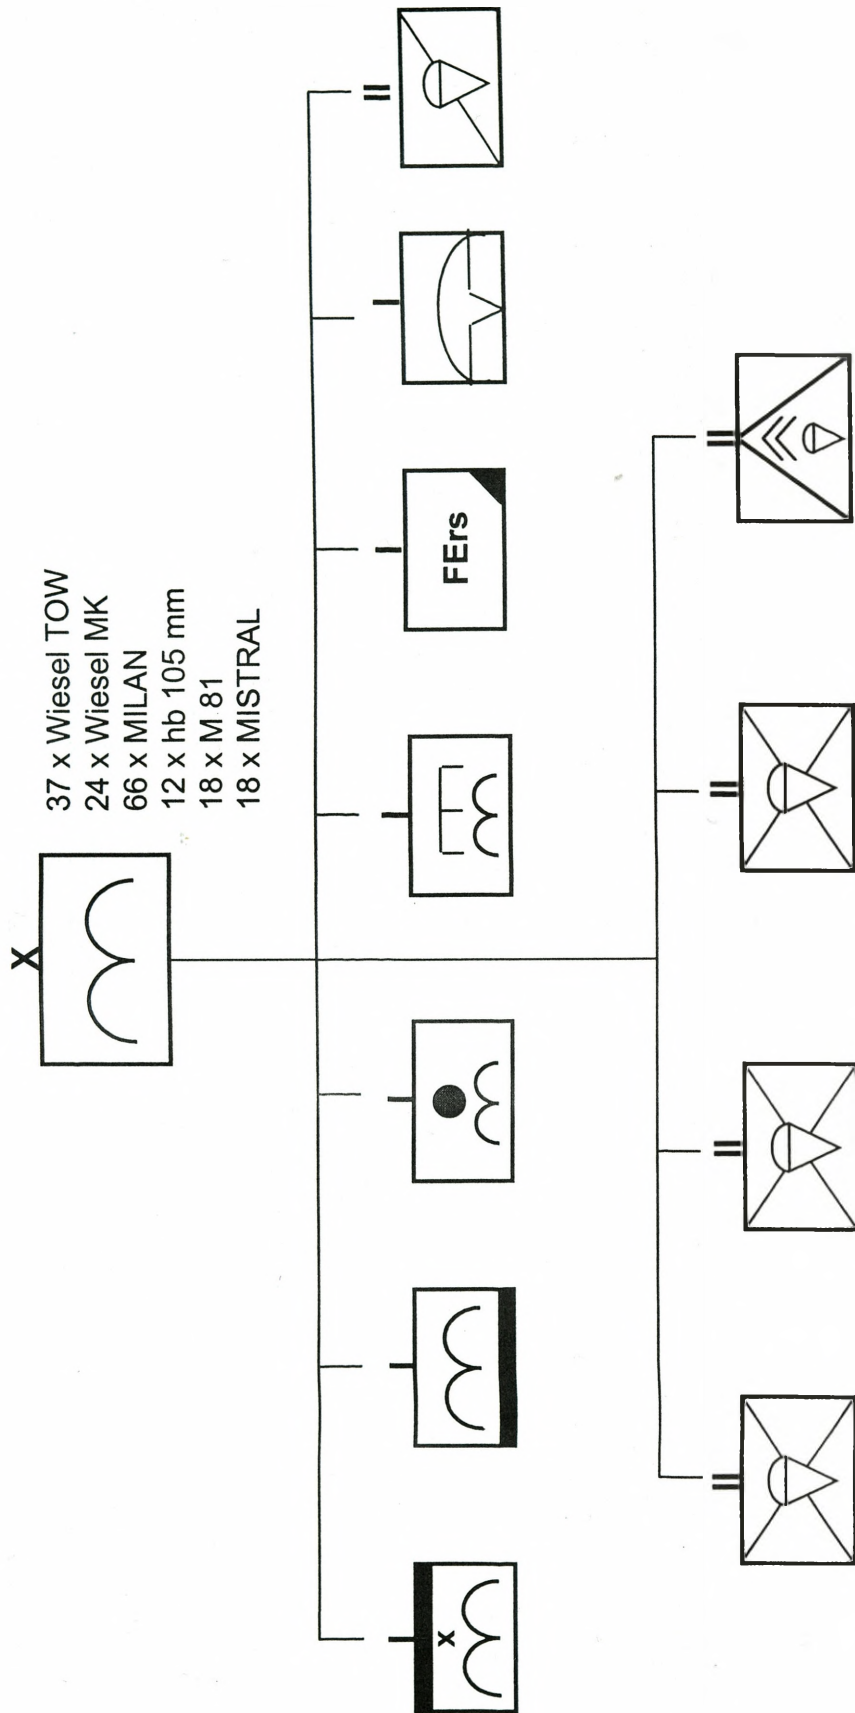 X
37 x Wiesel TOW
24 x Wiesel MK
66 x MILAN
12 x hb 105 mm
18 x M 81
18 x MISTRAL
x
FErs